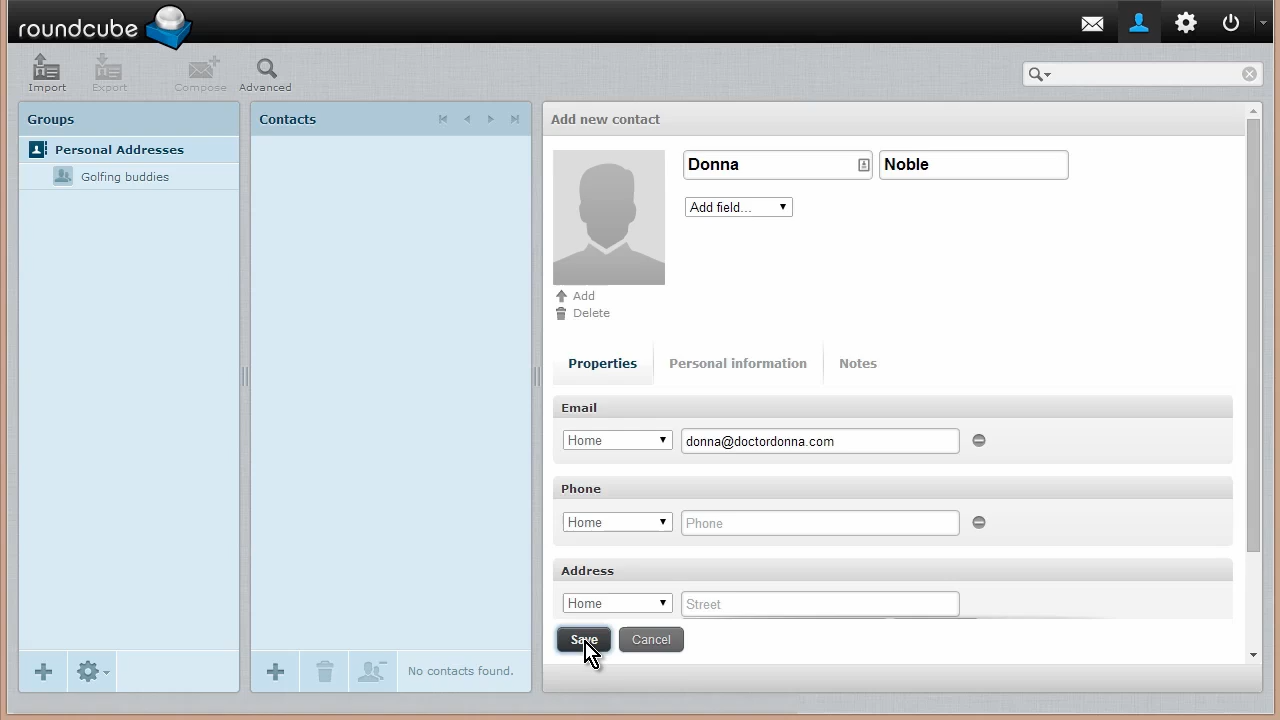 roundcube
Import
Export
Compose
Advanced
Groups
Personal Addresses
Golfing buddies
Contacts
No contacts found.
Add new contact
Donna
Noble
Add field...
Add
Delete
Properties
Personal information
Notes
Email
Home
donna@doctordonna.com
Phone
Home
Phone
Address
Home
Street
Save
Cancel